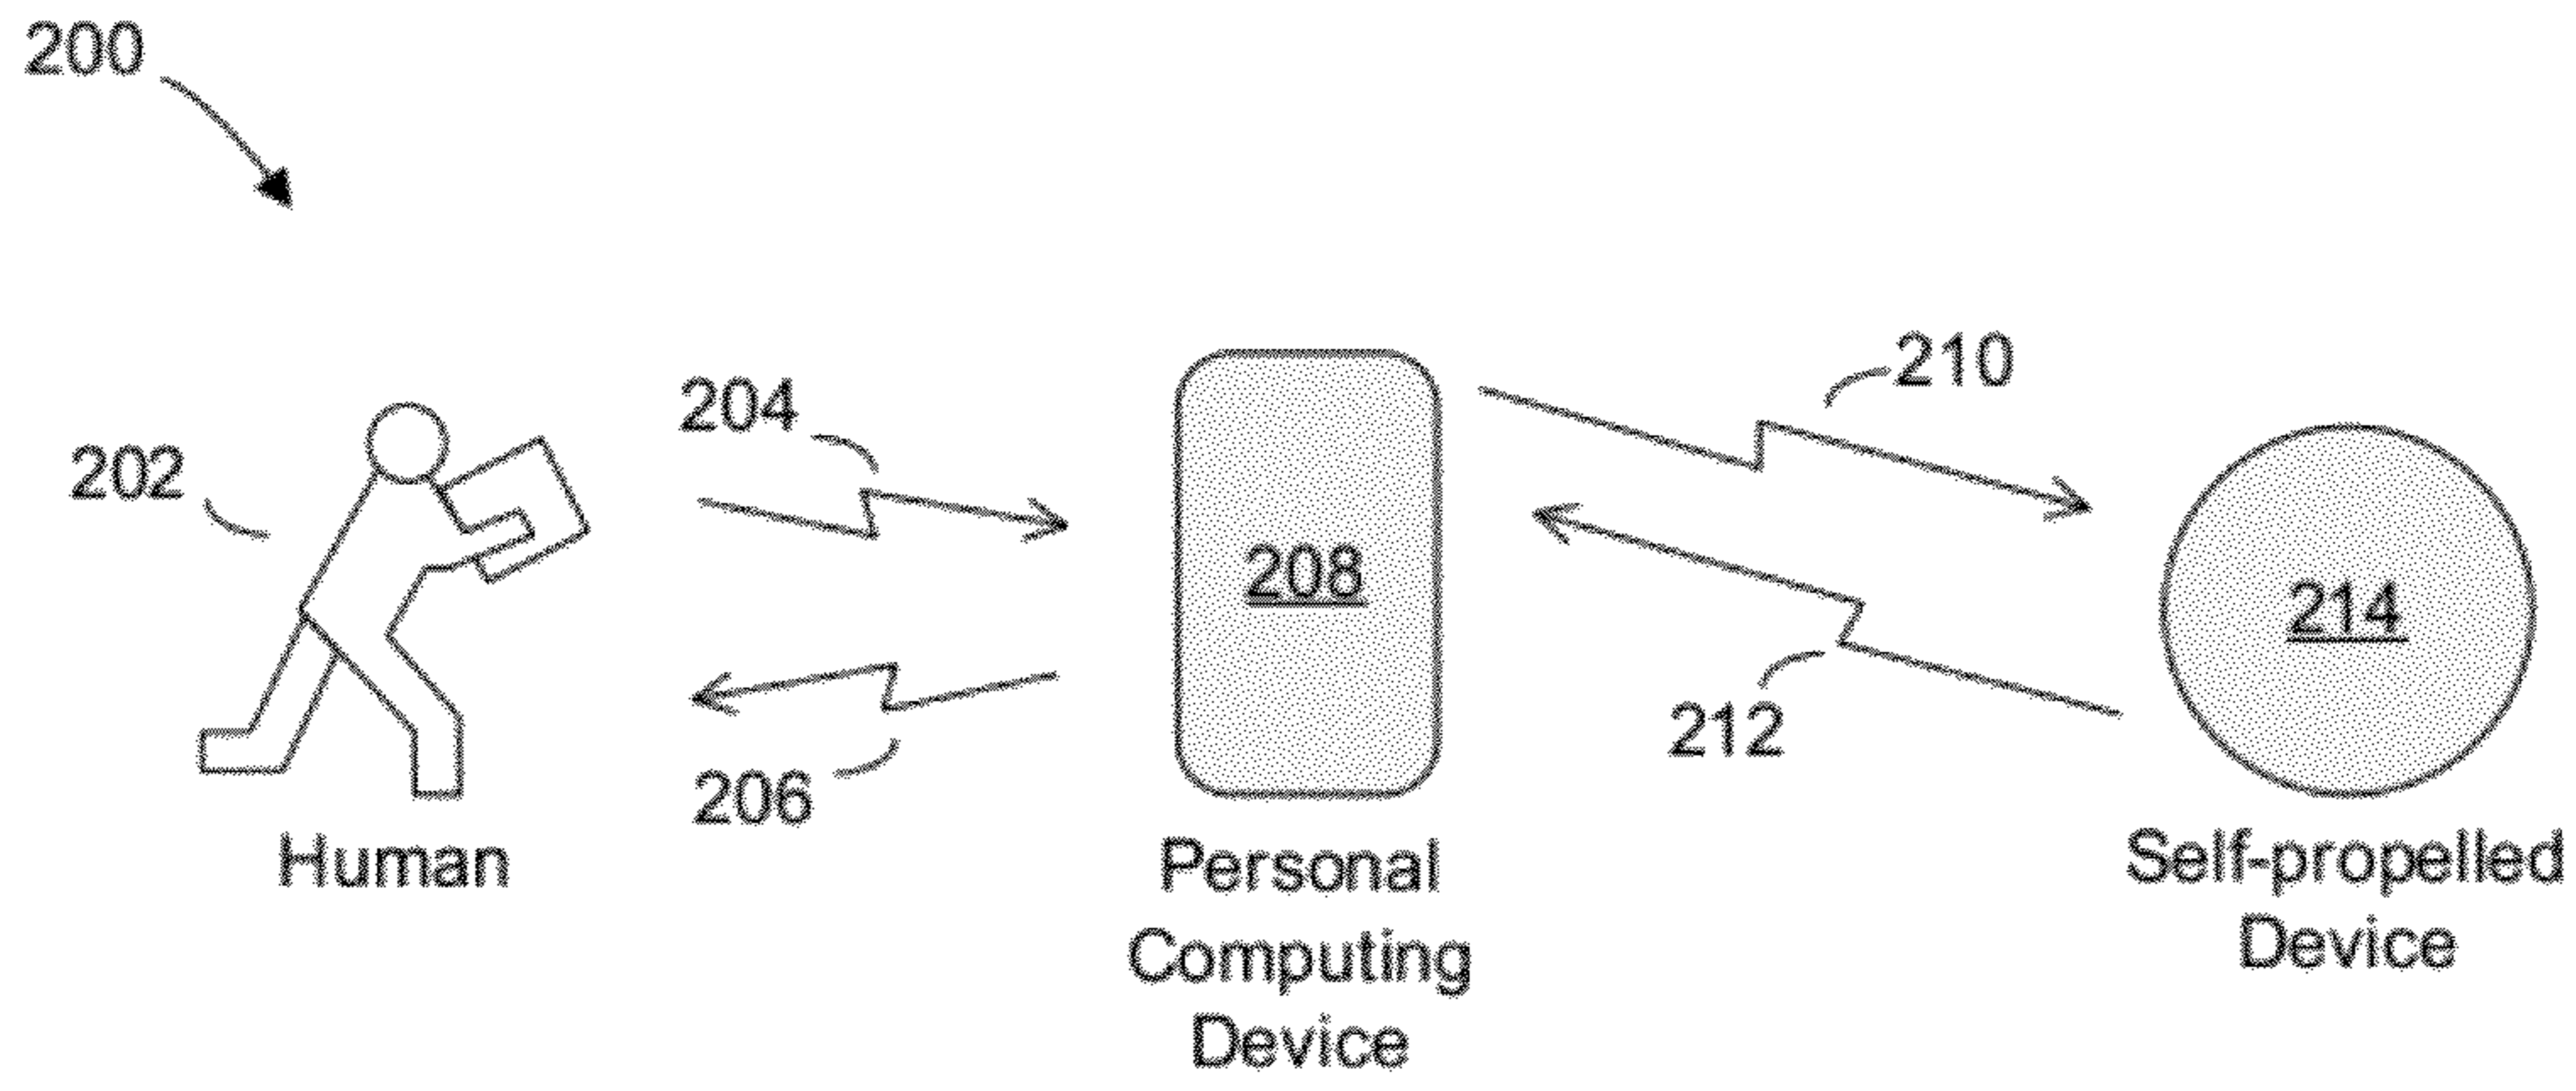 200
210
204
202
208
214
212
206
Human
Personal
Computing
Device
Self-propelled
Device